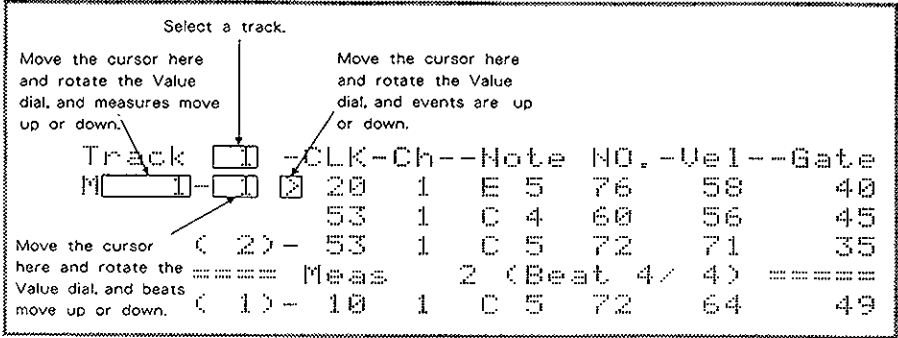 Select a track.
Move the cursor here
and rotate the Value
dial, and measures move
up or down.
Move the cursor here
and rotate the Value
dial, and events are up
or down.
Track 1 -CLK-Ch--Note NO.-Vel--Gate
M 1- 1 > 20 1 E 5 76 58 40
53 1 C 4 60 56 45
( 2)- 53 1 C 5 72 71 35
==== Meas 2 (Beat 4/ 4) =====
( 1)- 10 1 C 5 72 64 49
Move the cursor
here and rotate the
Value dial, and beats
move up or down.